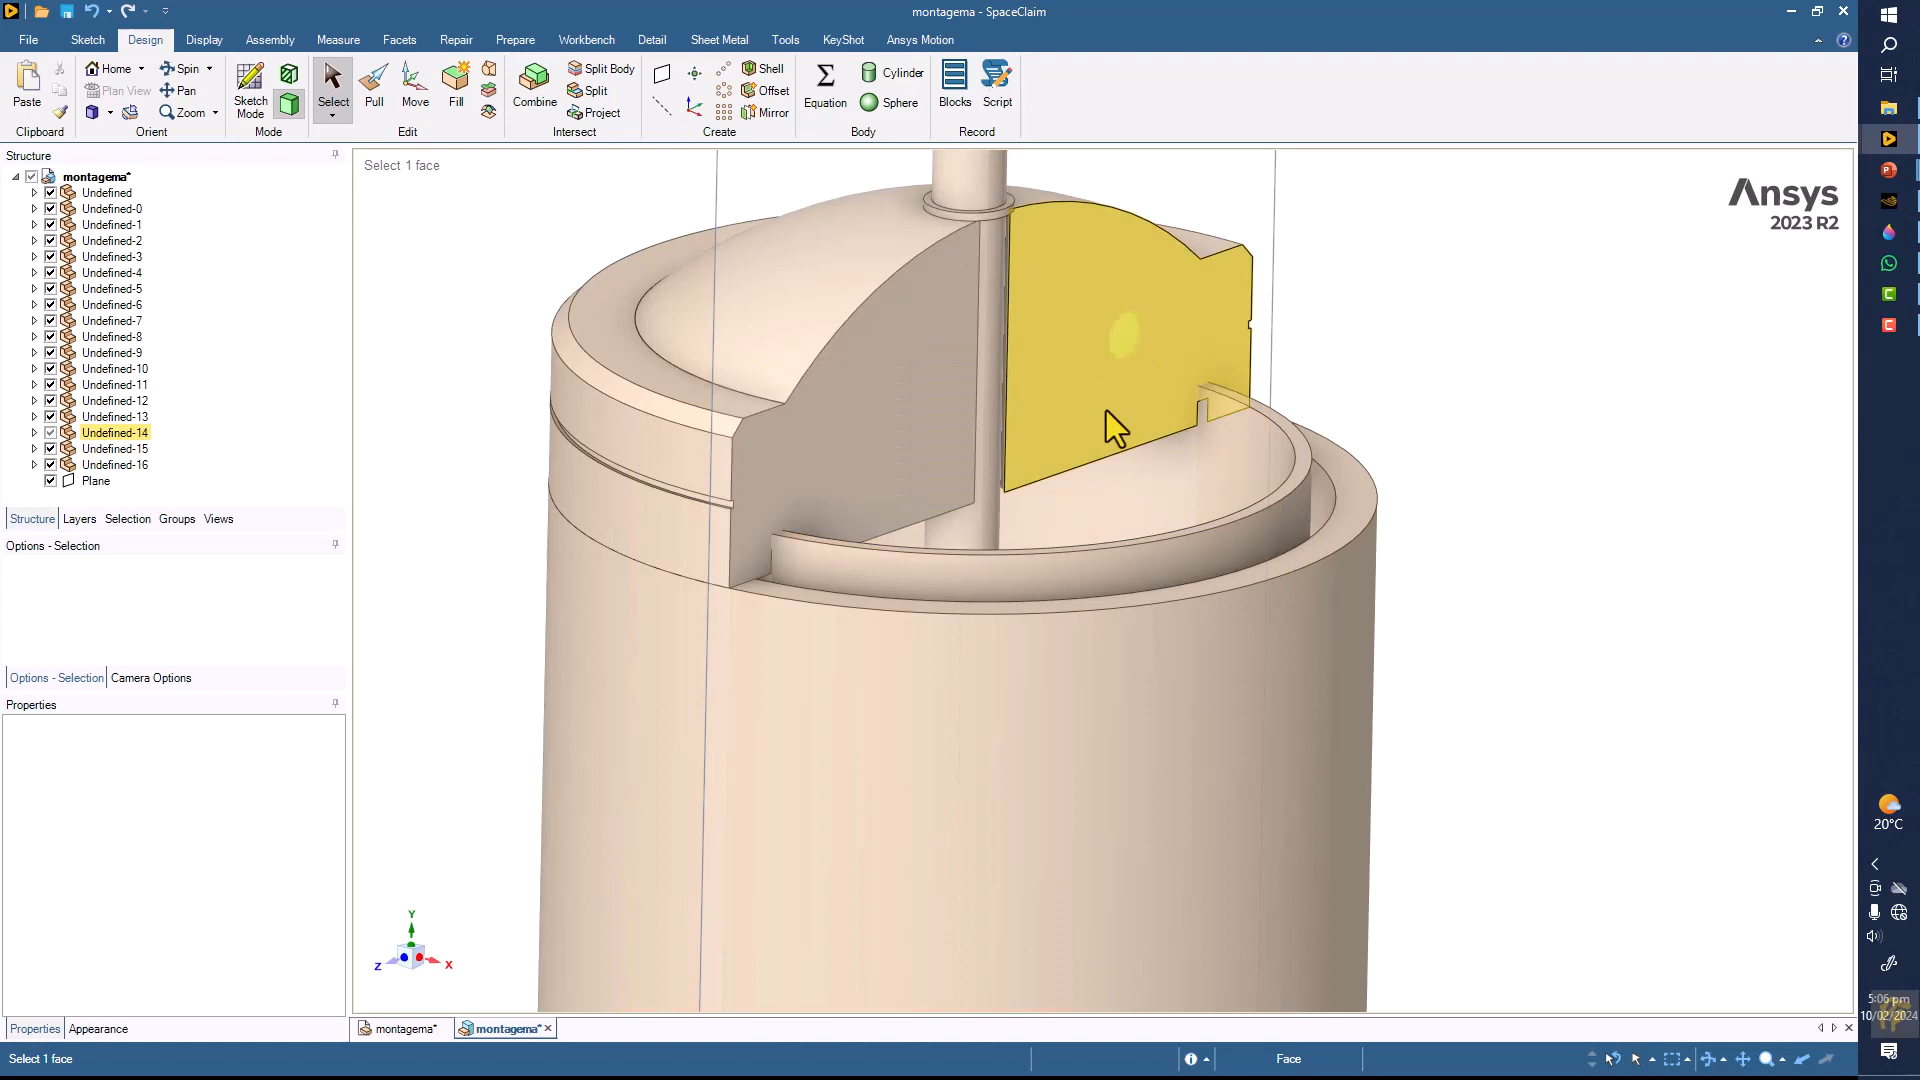 montagema - SpaceClaim
File Sketch Design Display Assembly Measure Facets Repair Prepare Workbench Detail Sheet Metal Tools KeyShot Ansys Motion
Paste
Clipboard
Home
Spin
Plan View
Pan
Zoom
Orient
Sketch
Mode
Mode
Select
Pull
Move
Fill
Edit
Combine
Split Body
Split
Project
Intersect
Shell
Offset
Mirror
Create
Equation
Cylinder
Sphere
Body
Blocks
Script
Record
Structure
montagema*
Undefined
Undefined-0
Undefined-1
Undefined-2
Undefined-3
Undefined-4
Undefined-5
Undefined-6
Undefined-7
Undefined-8
Undefined-9
Undefined-10
Undefined-11
Undefined-12
Undefined-13
Undefined-14
Undefined-15
Undefined-16
Plane
Structure Layers Selection Groups Views
Options - Selection
Options - Selection Camera Options
Properties
Properties Appearance
Select 1 face
Ansys
2023 R2
Y
Z
X
montagema*
montagema*
Select 1 face
Face
20°C
5:06 pm
10/02/2024